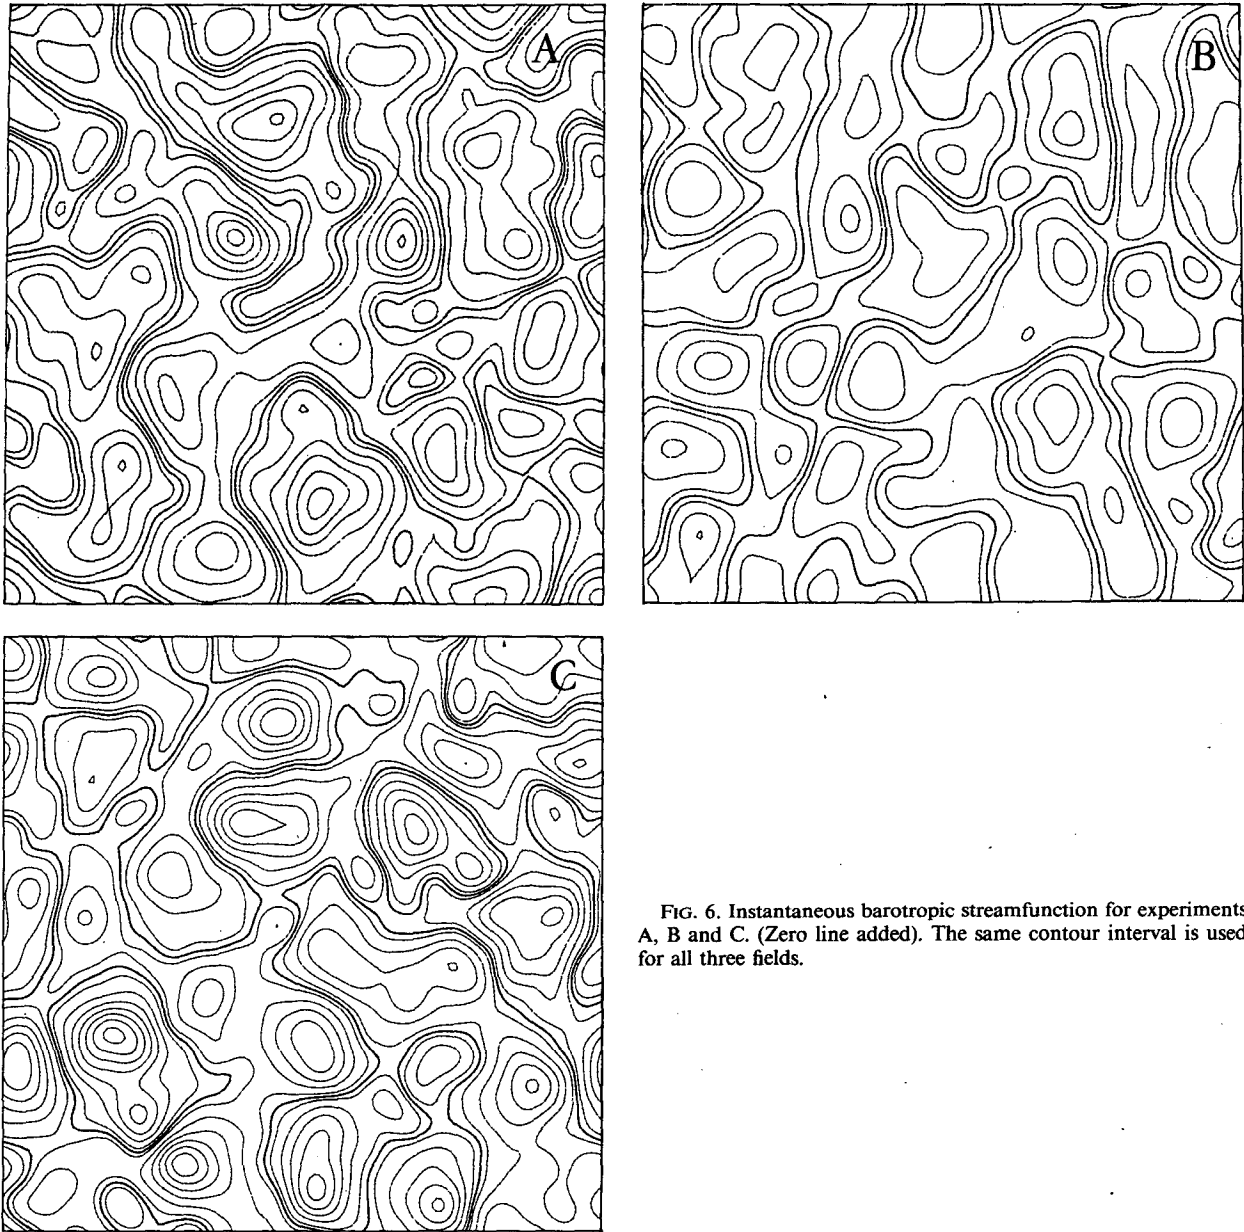 A
B
C
FIG. 6. Instantaneous barotropic streamfunction for experiments
A, B and C. (Zero line added). The same contour interval is used
for all three fields.